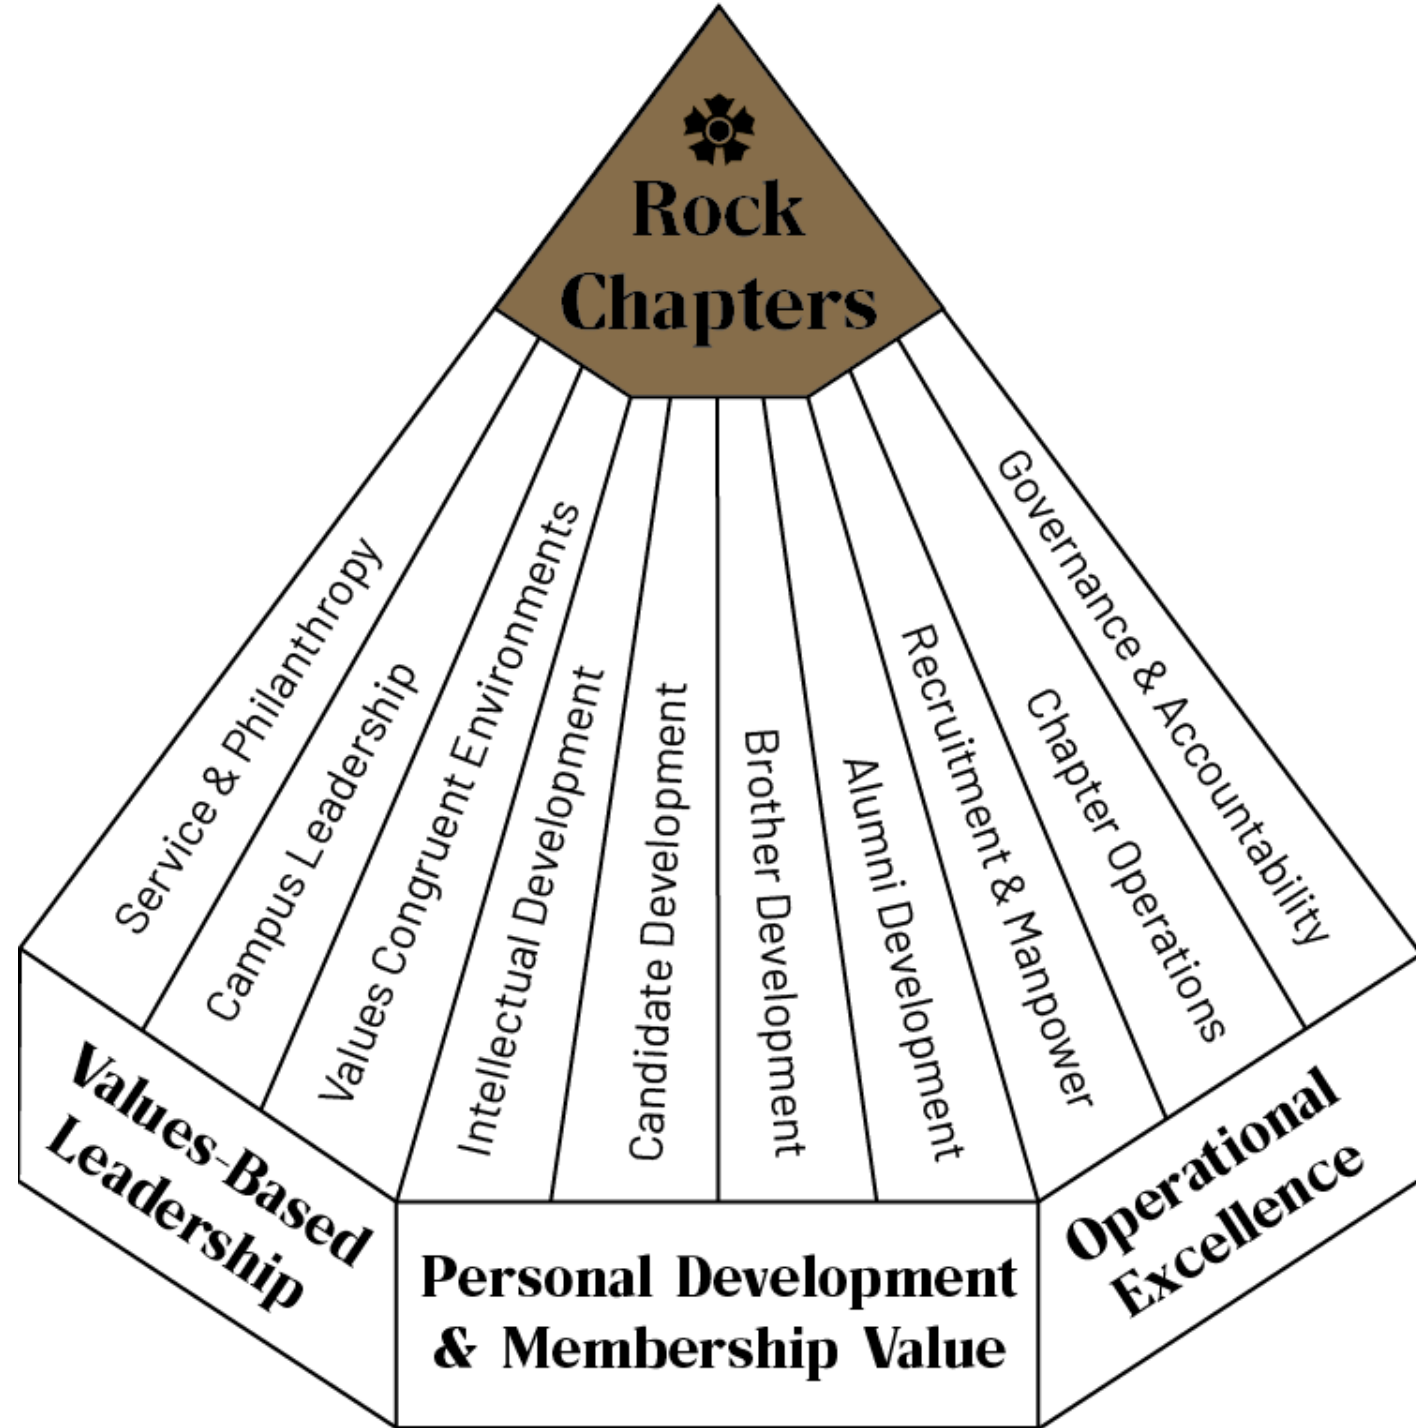 Rock
Chapters
Service & Philanthropy
Campus Leadership
Values Congruent Environments
Intellectual Development
Candidate Development
Brother Development
Alumni Development
Recruitment & Manpower
Chapter Operations
Governance & Accountability
Values-Based
Leadership
Personal Development
& Membership Value
Operational
Excellence